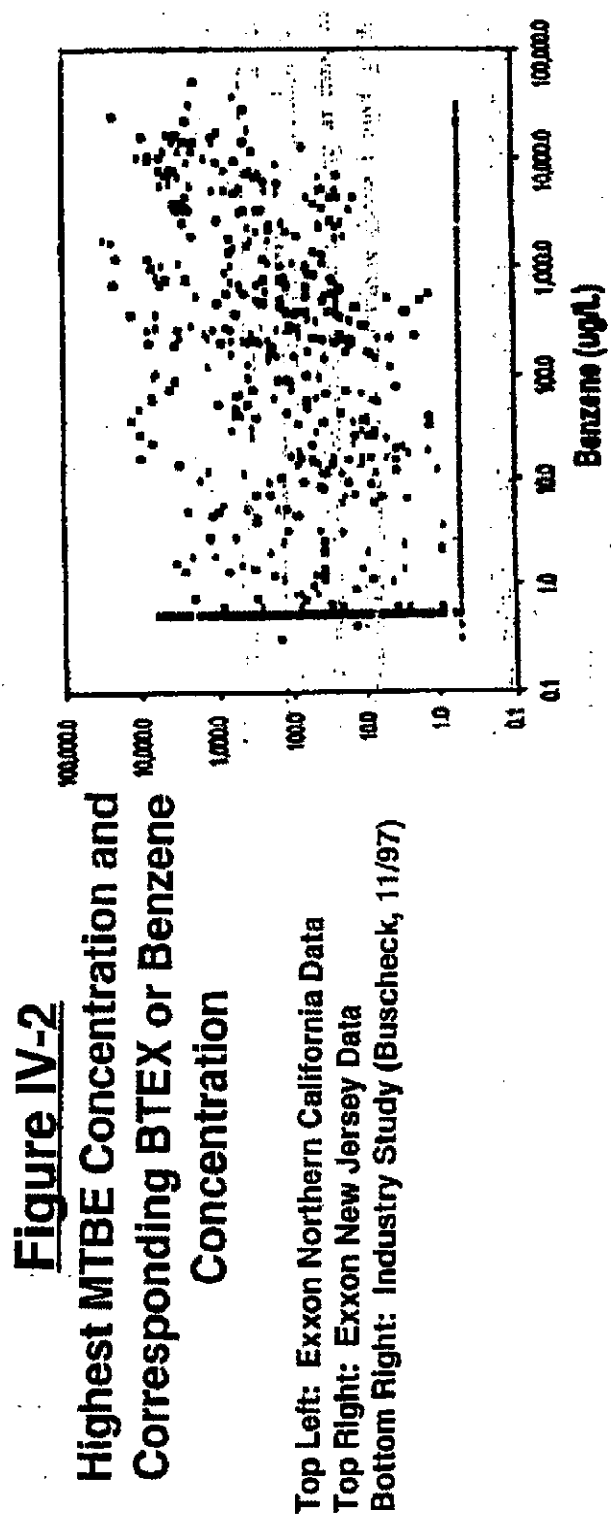 Figure IV-2
Highest MTBE Concentration and
Corresponding BTEX or Benzene
Concentration
Top Left: Exxon Northern California Data
Top Right: Exxon New Jersey Data
Bottom Right: Industry Study (Buscheck, 11/97)
100,000.0
10,000.0
1,000.0
100.0
10.0
1.0
0.1
0.1
1.0
10.0
100.0
1,000.0
10,000.0
100,000.0
Benzene (ug/L)